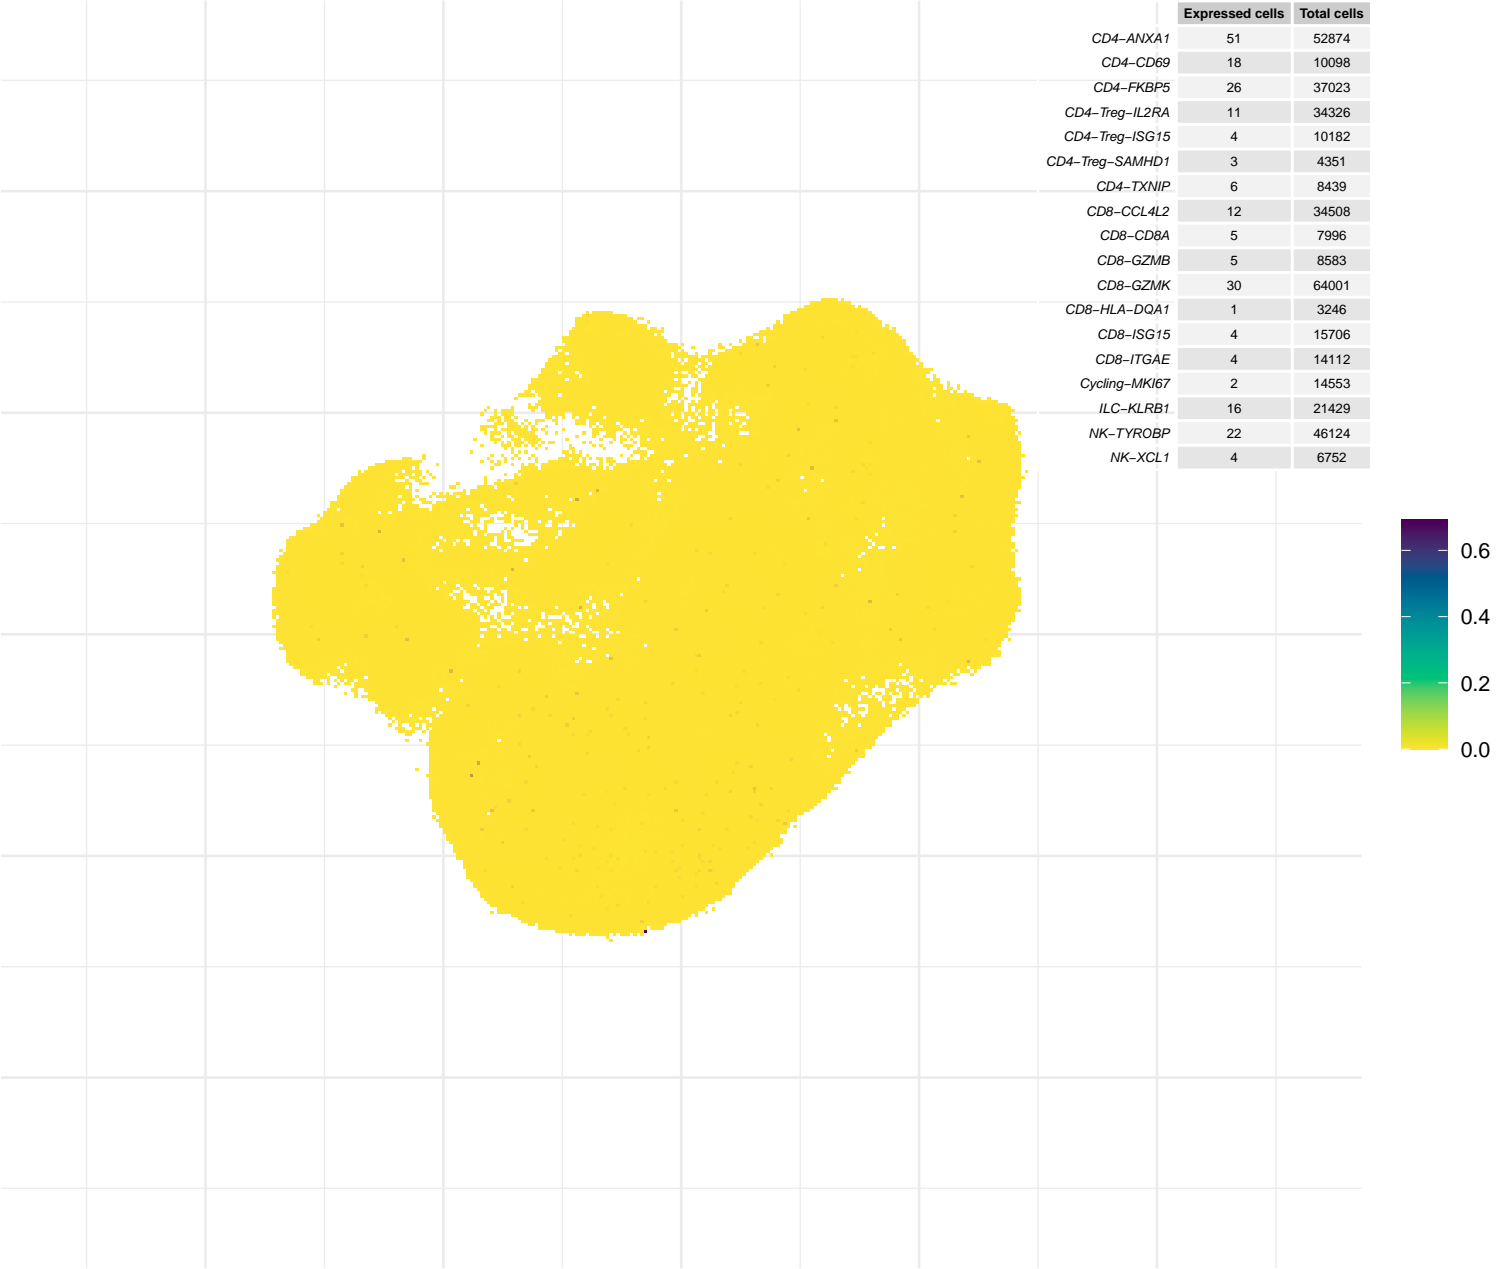 Expressed cells Total cells
CD4−ANXA1 51 52874
CD4−CD69 18 10098
CD4−FKBP5 26 37023
CD4−Treg−IL2RA 11 34326
CD4−Treg−ISG15 4 10182
CD4−Treg−SAMHD1 3 4351
CD4−TXNIP 6 8439
CD8−CCL4L2 12 34508
CD8−CD8A 5 7996
CD8−GZMB 5 8583
CD8−GZMK 30 64001
CD8−HLA−DQA1 1 3246
CD8−ISG15 4 15706
CD8−ITGAE 4 14112
Cycling−MKI67 2 14553
ILC−KLRB1 16 21429
NK−TYROBP 22 46124
NK−XCL1 4 6752
0.6
0.4
0.2
0.0